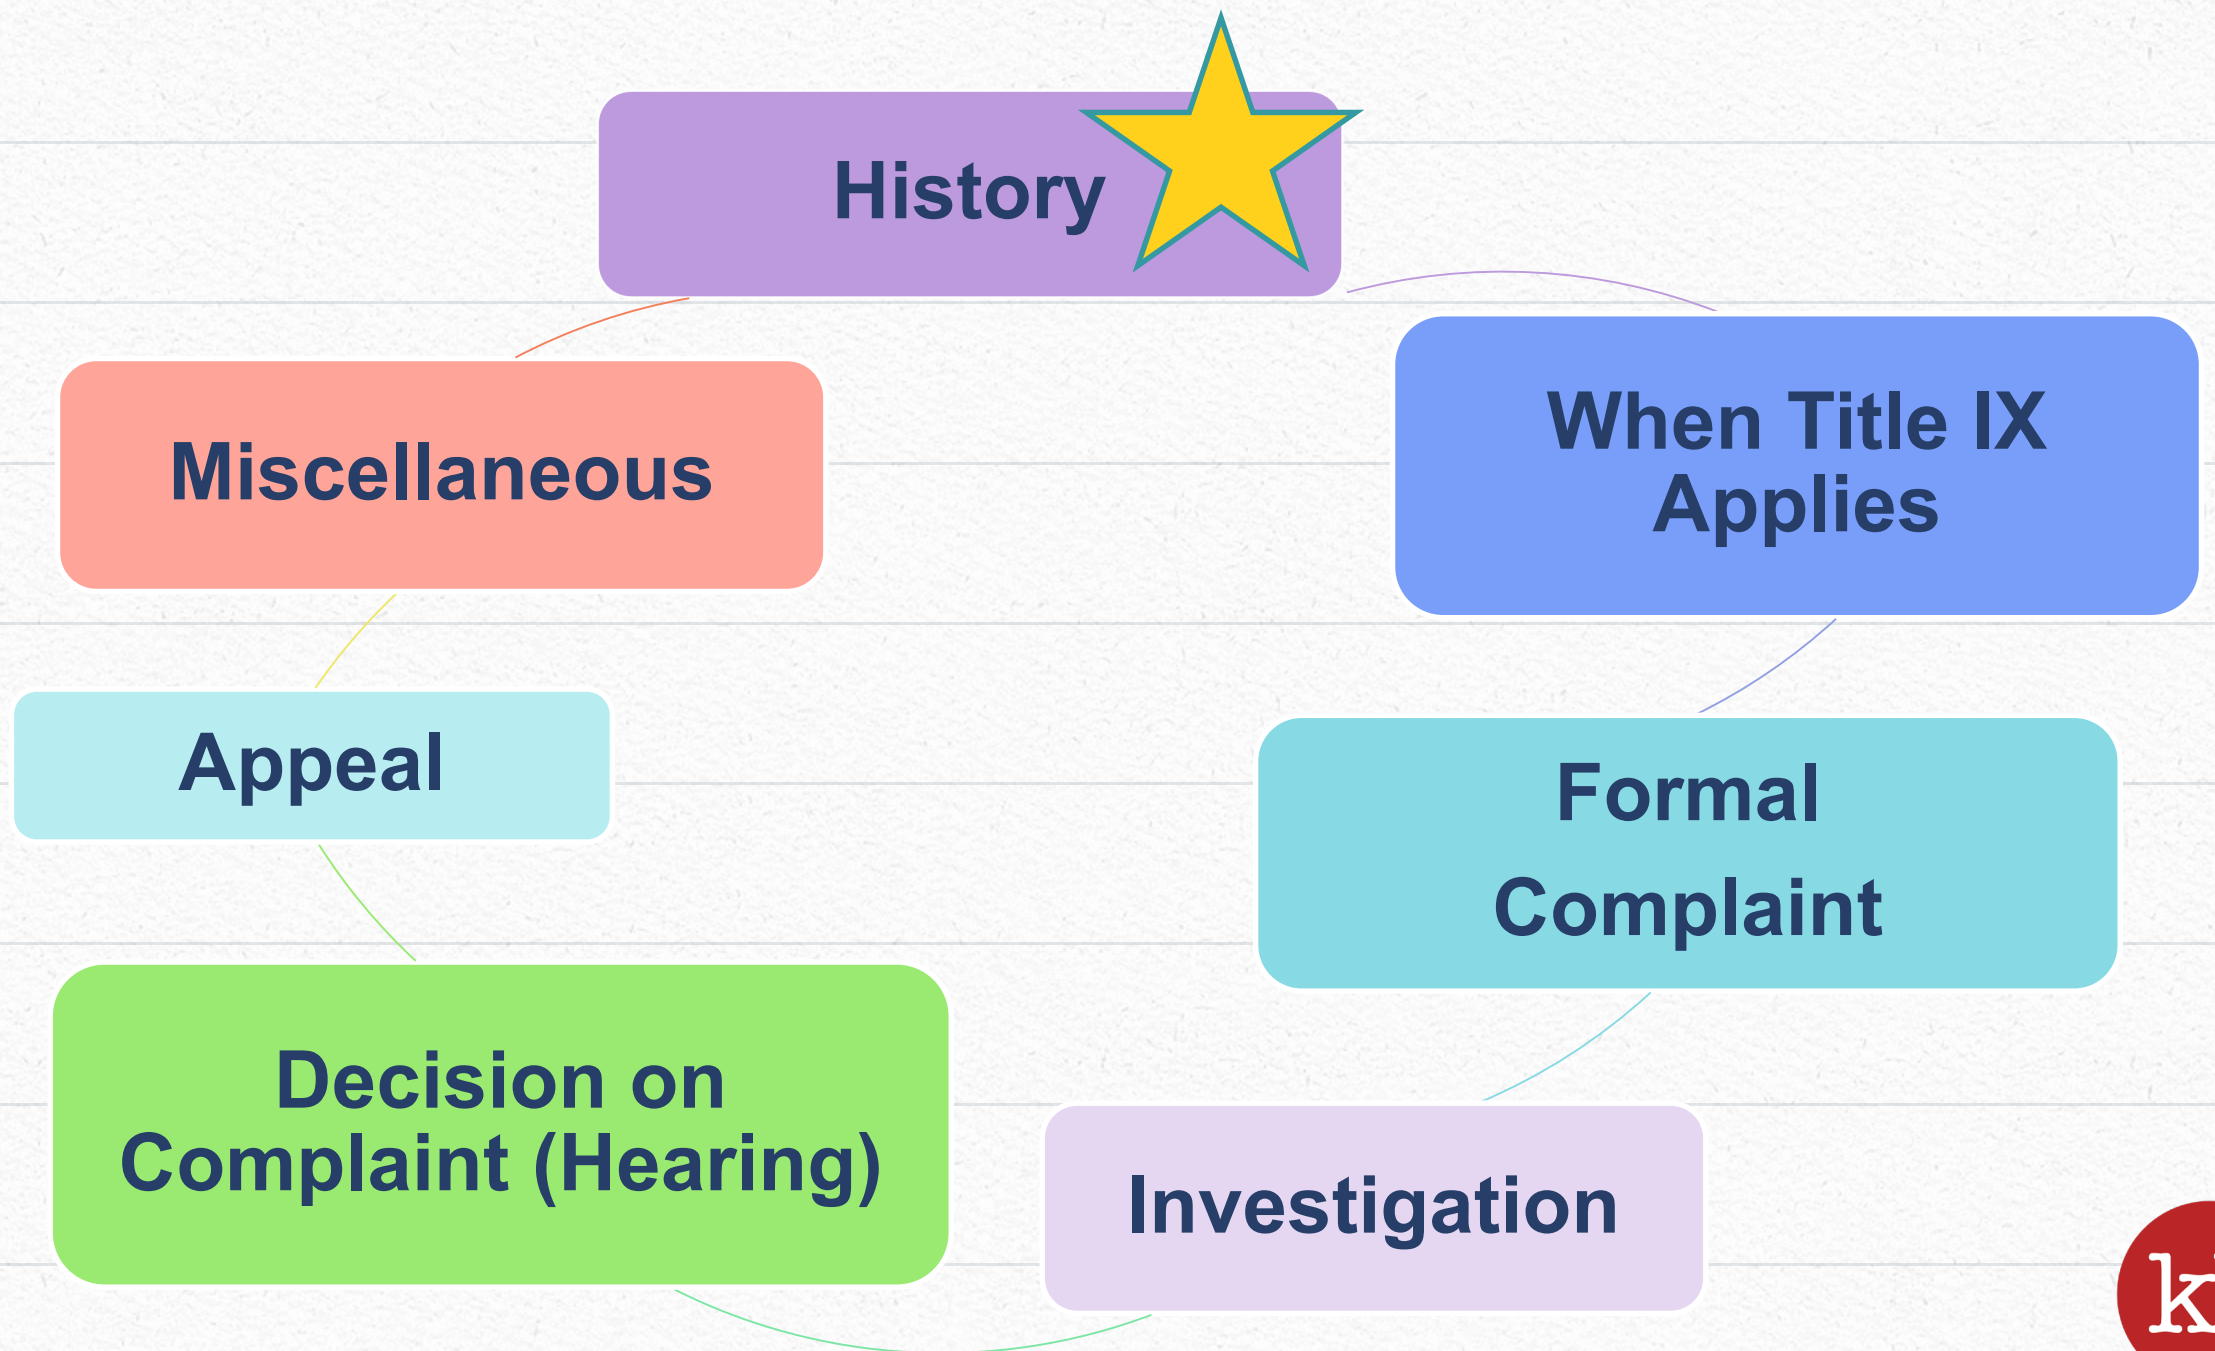 History
When Title IX
Applies
Formal
Complaint
Investigation
Decision on
Complaint (Hearing)
Appeal
Miscellaneous